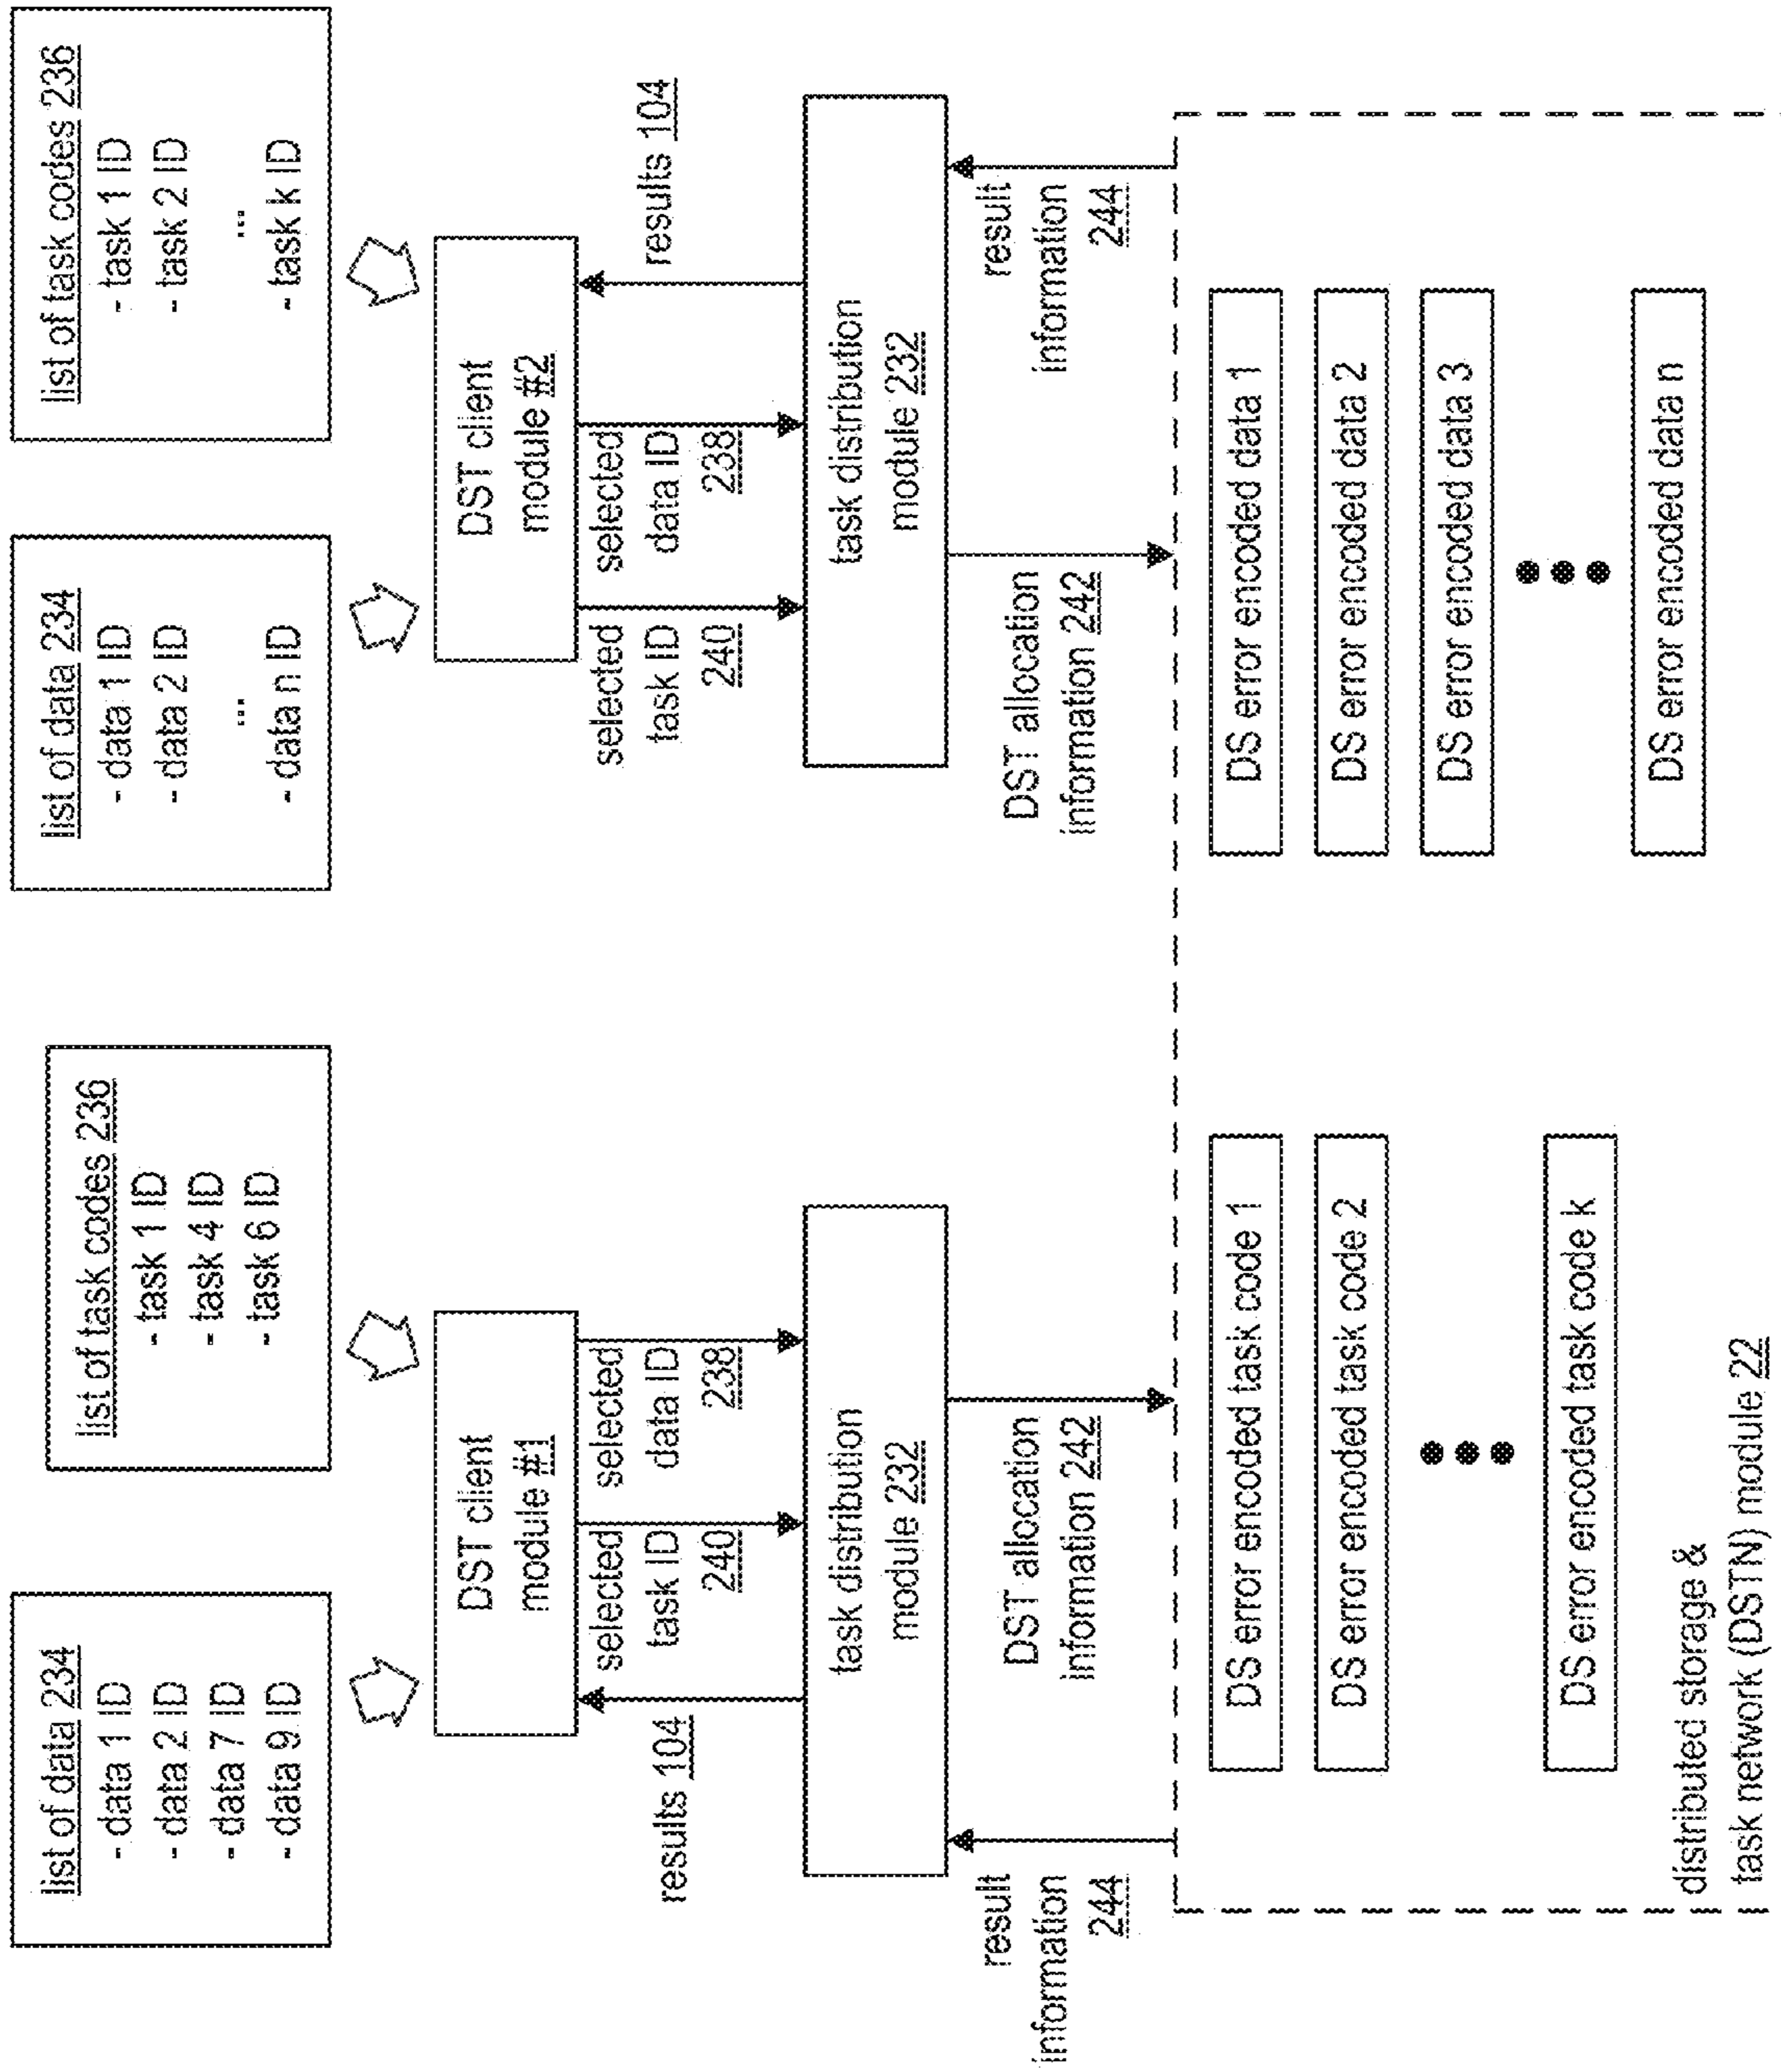 list of data 234
- data 1 ID
- data 2 ID
- data 7 ID
- data 9 ID
list of task codes 236
- task 1 ID
- task 4 ID
- task 6 ID
list of data 234
- data 1 ID
- data 2 ID
...
- data n ID
list of task codes 236
- task 1 ID
- task 2 ID
...
- task k ID
DST client
module #1
DST client
module #2
results 104
selected
task ID
240
selected
data ID
238
selected
task ID
240
selected
data ID
238
results 104
task distribution
module 232
task distribution
module 232
result
information
244
DST allocation
information 242
DST allocation
information 242
result
information
244
DS error encoded task code 1
DS error encoded task code 2
DS error encoded task code k
DS error encoded data 1
DS error encoded data 2
DS error encoded data 3
DS error encoded data n
distributed storage &
task network (DSTN) module 22